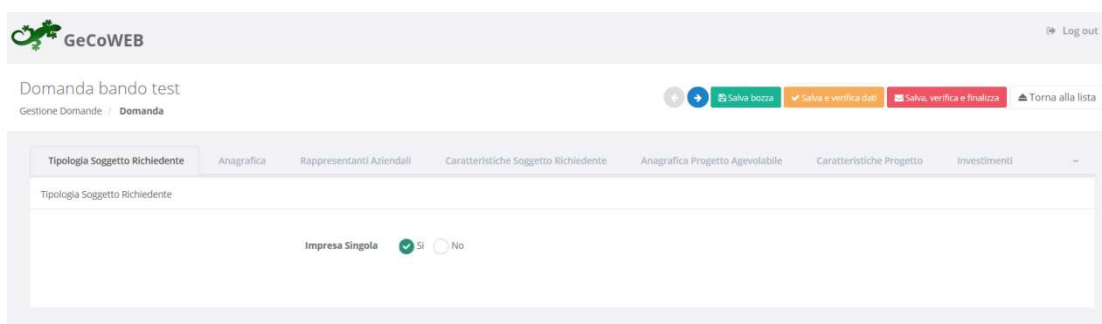 GeCoWEB
Log out
Domanda bando test
Gestione Domande / Domanda
Salva bozza
Salva e verifica dati
Salva, verifica e finalizza
Torna alla lista
Tipologia Soggetto Richiedente
Anagrafica
Rappresentanti Aziendali
Caratteristiche Soggetto Richiedente
Anagrafica Progetto Agevolabile
Caratteristiche Progetto
Investimenti
Tipologia Soggetto Richiedente
Impresa Singola Si No